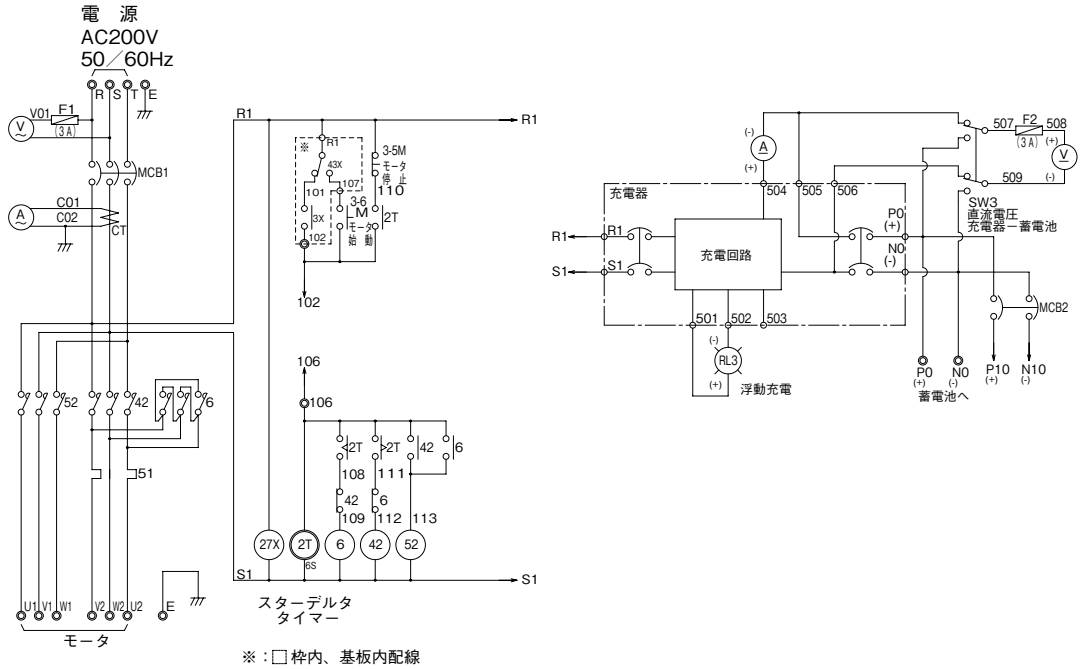 電 源
AC200V
50／60Hz
R S T E
V01 F1
(3A)
V
MCB1
A
C01
C02
CT
52
42
6
51
U1 V1 W1 V2 W2 U2 E
モータ
R1
R1
※
R1
43X
101
107
3X
102
3-5M
モータ
停止
110
3-6
M
モータ
始動
2T
102
106
106
2T
2T
42
6
108
111
42
6
109
112
113
27X
2T
6S
6
42
52
S1
S1
スターデルタ
タイマー
※：枠内、基板内配線
(-)
A
(+)
充電器
504
505
506
R1
R1
S1
S1
充電回路
P0
(+)
N0
(-)
501
502
503
(-)
RL3
(+)
浮動充電
507 F2 508
(3A) (+)
V
509 (-)
SW3
直流電圧
充電器ー蓄電池
MCB2
P0
(+)
N0
(-)
蓄電池へ
P10
(+)
N10
(-)